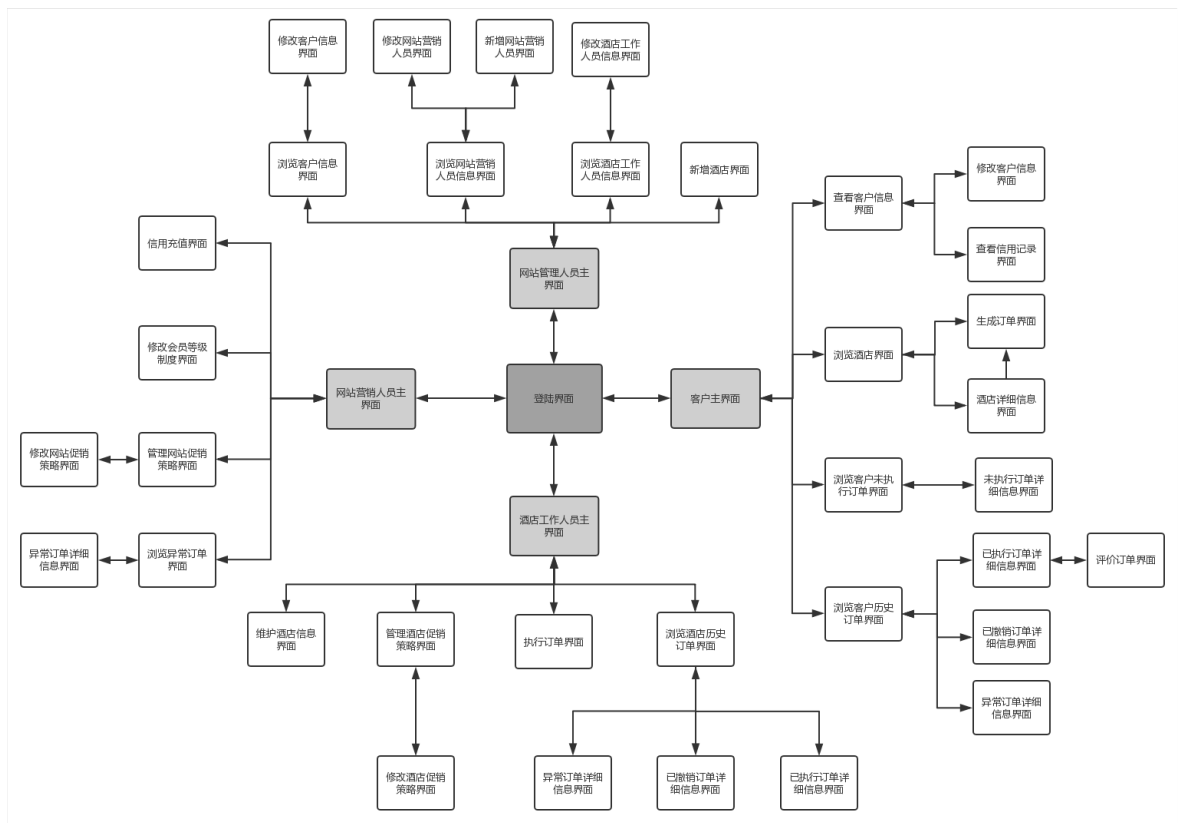 修改客户信息
界面
修改网站营销
人员界面
新增网站营销
人员界面
修改酒店工作
人员信息界面
浏览客户信息
界面
浏览网站营销
人员信息界面
浏览酒店工作
人员信息界面
新增酒店界面
查看客户信息
界面
修改客户信息
界面
查看信用记录
界面
信用充值界面
网站管理人员主
界面
生成订单界面
修改会员等级
制度界面
浏览酒店界面
网站营销人员主
界面
登陆界面
客户主界面
酒店详细信息
界面
修改网站促销
策略界面
管理网站促销
策略界面
浏览客户未执
行订单界面
未执行订单详
细信息界面
酒店工作人员主
界面
异常订单详细
信息界面
浏览异常订单
界面
已执行订单详
细信息界面
评价订单界面
浏览客户历史
订单界面
维护酒店信息
界面
管理酒店促销
策略界面
执行订单界面
浏览酒店历史
订单界面
已撤销订单详
细信息界面
异常订单详细
信息界面
修改酒店促销
策略界面
异常订单详细
信息界面
已撤销订单详
细信息界面
已执行订单详
细信息界面